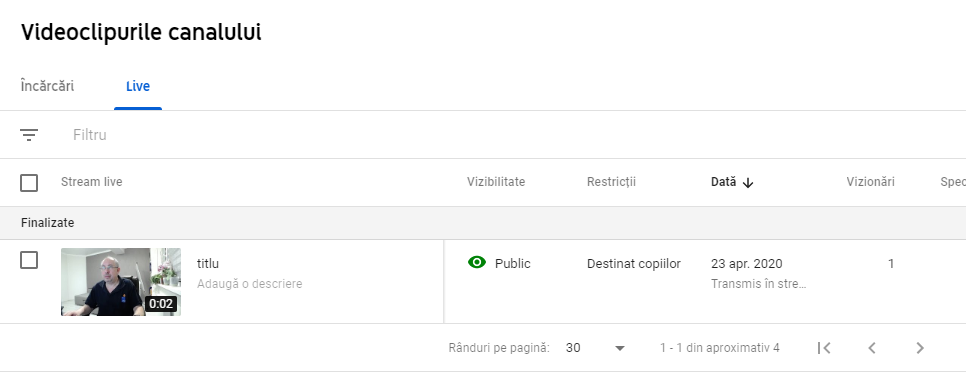 Videoclipurile canalului
Încărcări Live
Filtru
Stream live Vizibilitate Restricții Dată Vizionări Spec
Finalizate
0:02 titlu Public Destinat copiilor 23 apr. 2020 1
Adaugă o descriere Transmis în stre...
Rânduri pe pagină: 30 1 - 1 din aproximativ 4